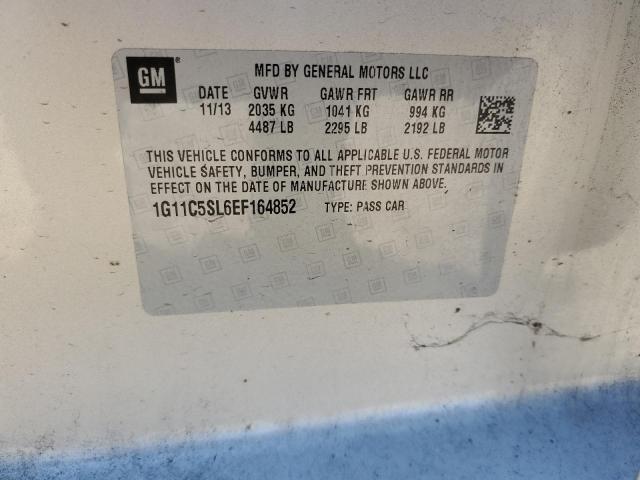 GM® MFD BY GENERAL MOTORS LLC
DATE GVWR GAWR FRT GAWR RR
11/13 2035 KG 1041 KG 994 KG
4487 LB 2295 LB 2192 LB
THIS VEHICLE CONFORMS TO ALL APPLICABLE U.S. FEDERAL MOTOR
VEHICLE SAFETY, BUMPER, AND THEFT PREVENTION STANDARDS IN
EFFECT ON THE DATE OF MANUFACTURE SHOWN ABOVE.
1G11C5SL6EF164852 TYPE: PASS CAR